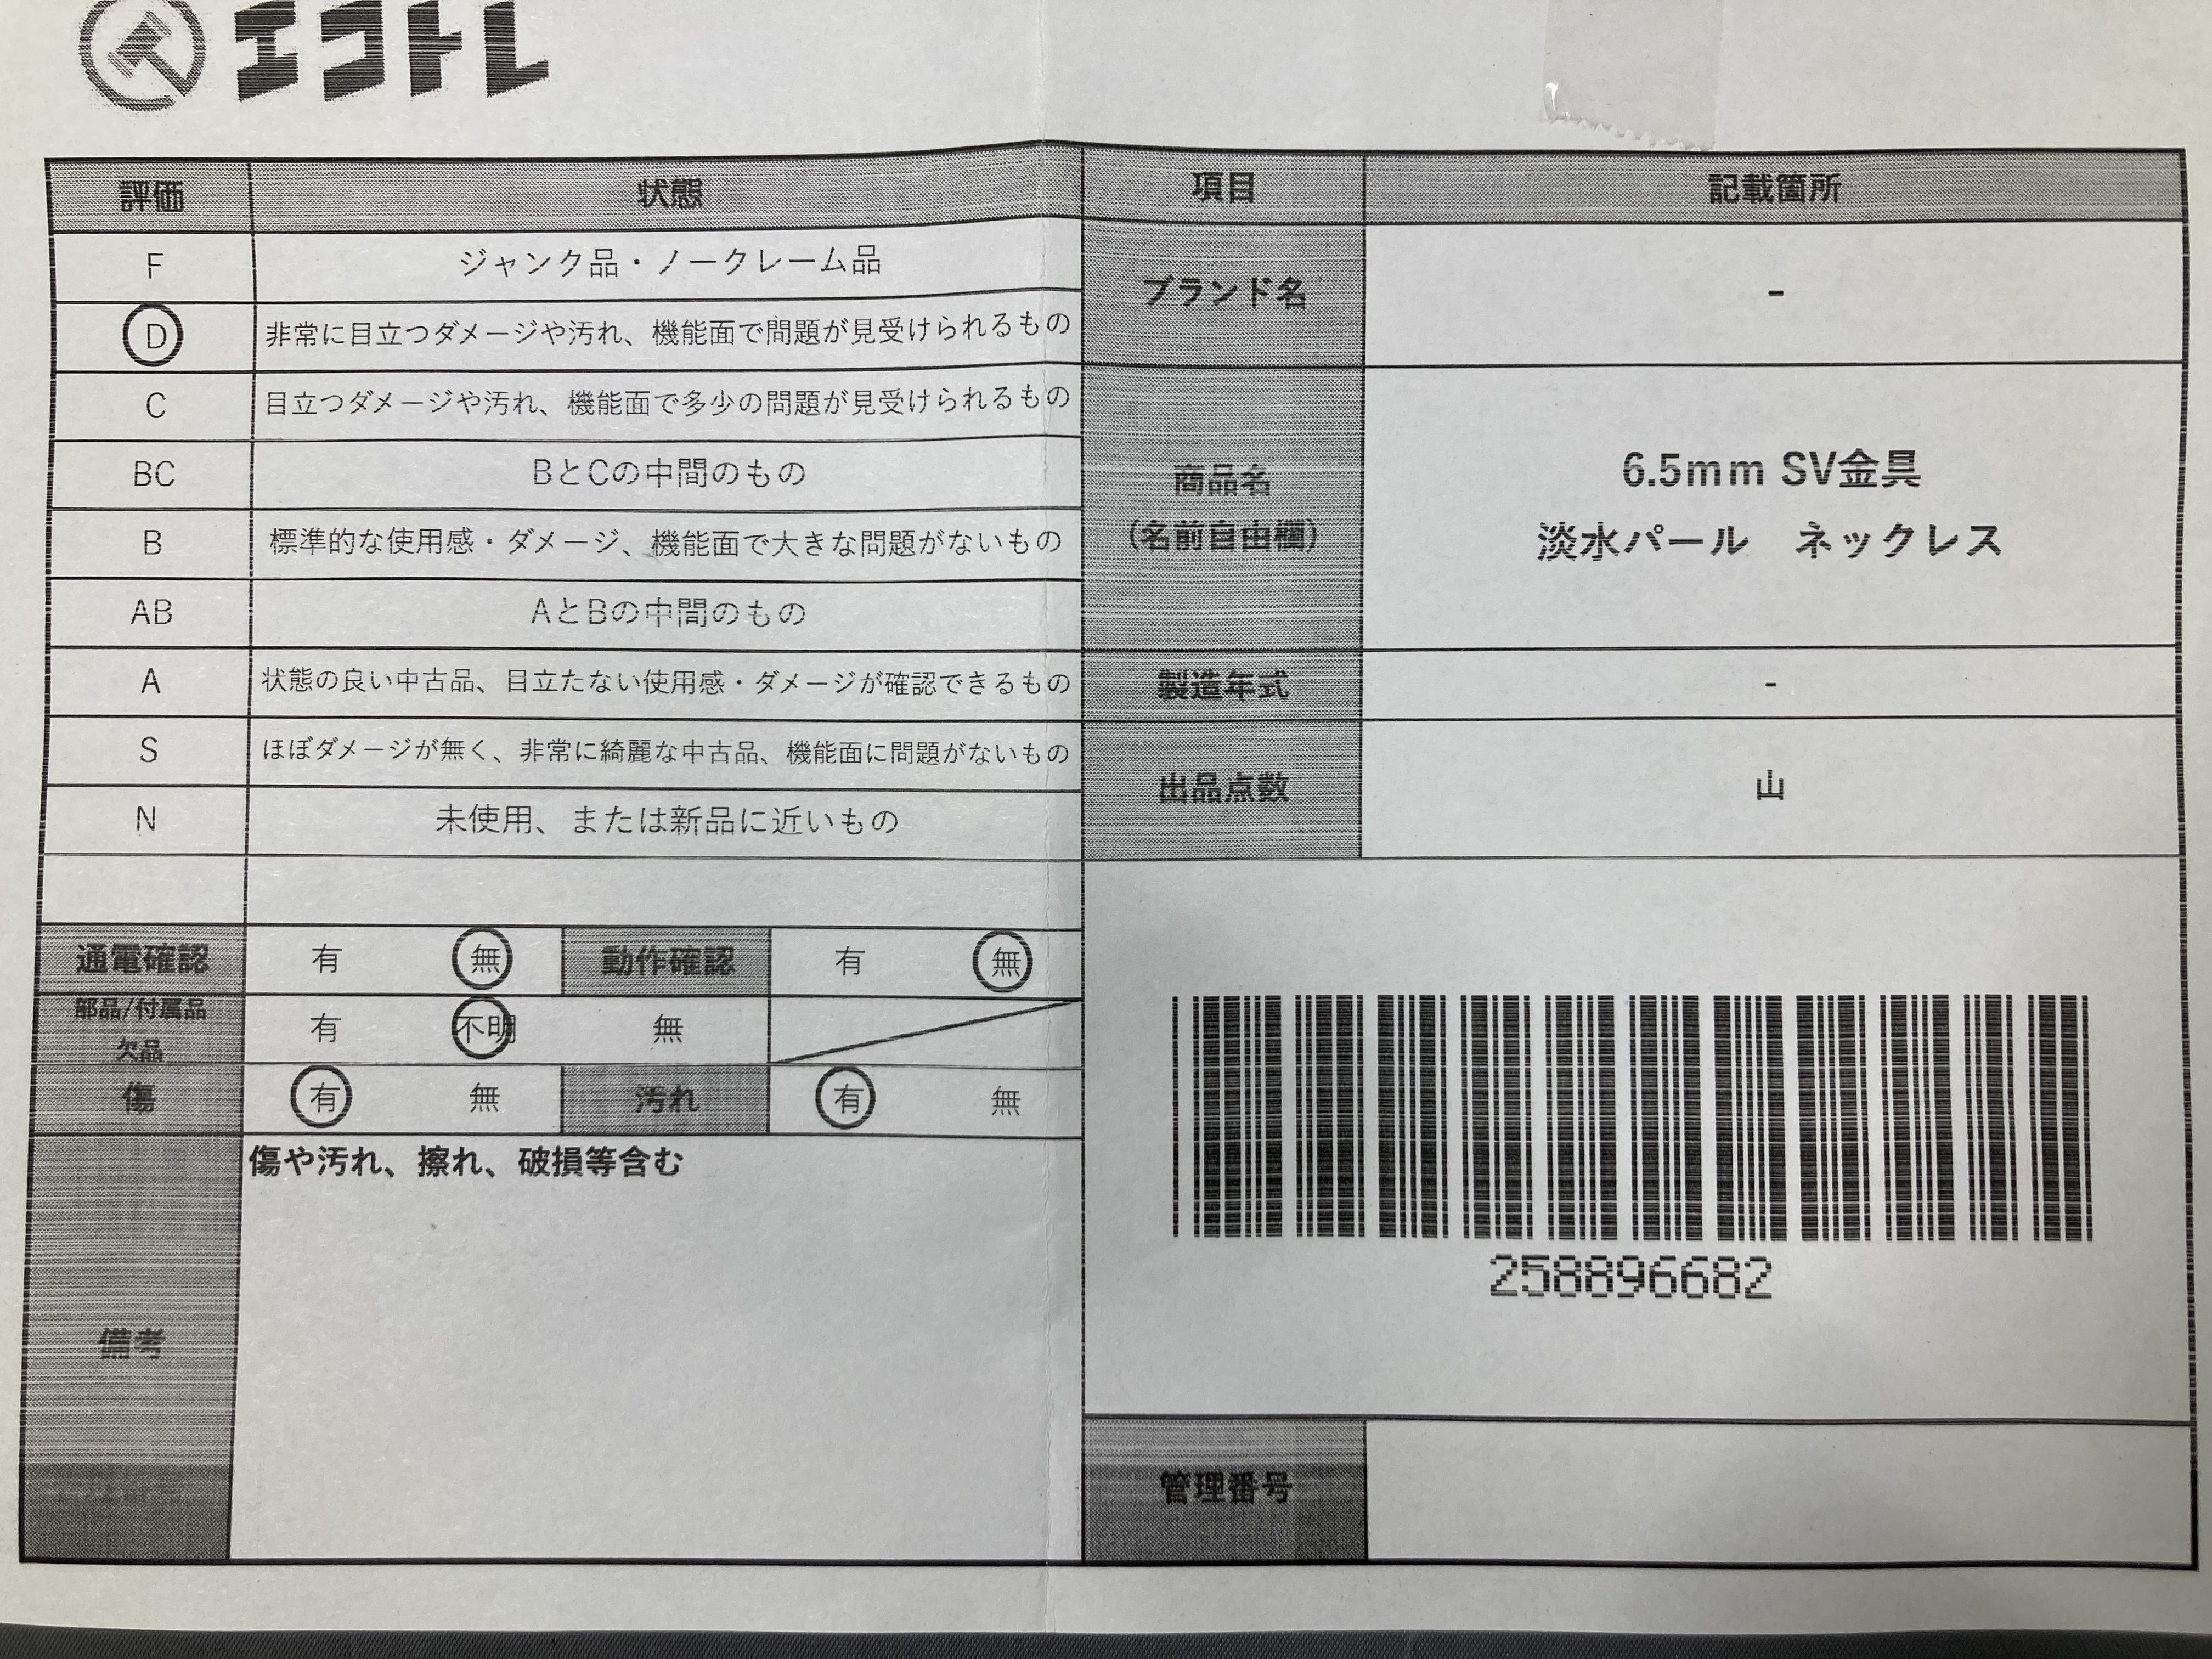 エコトレ
評価 状態 項目 記載箇所
F ジャンク品・ノークレーム品
D 非常に目立つダメージや汚れ、機能面で問題が見受けられるもの
ブランド名 -
C 目立つダメージや汚れ、機能面で多少の問題が見受けられるもの
BC BとCの中間のもの
B 標準的な使用感・ダメージ、機能面で大きな問題がないもの
AB AとBの中間のもの
商品名
(名前自由欄)
6.5mm SV金具
淡水パール ネックレス
A 状態の良い中古品、目立たない使用感・ダメージが確認できるもの
製造年式 -
S ほぼダメージが無く、非常に綺麗な中古品、機能面に問題がないもの
N 未使用、または新品に近いもの
出品点数 山
通電確認 有 無 動作確認 有 無
部品/付属品
欠品
有 不明 無
傷 有 無 汚れ 有 無
備考
傷や汚れ、擦れ、破損等含む
258896682
管理番号